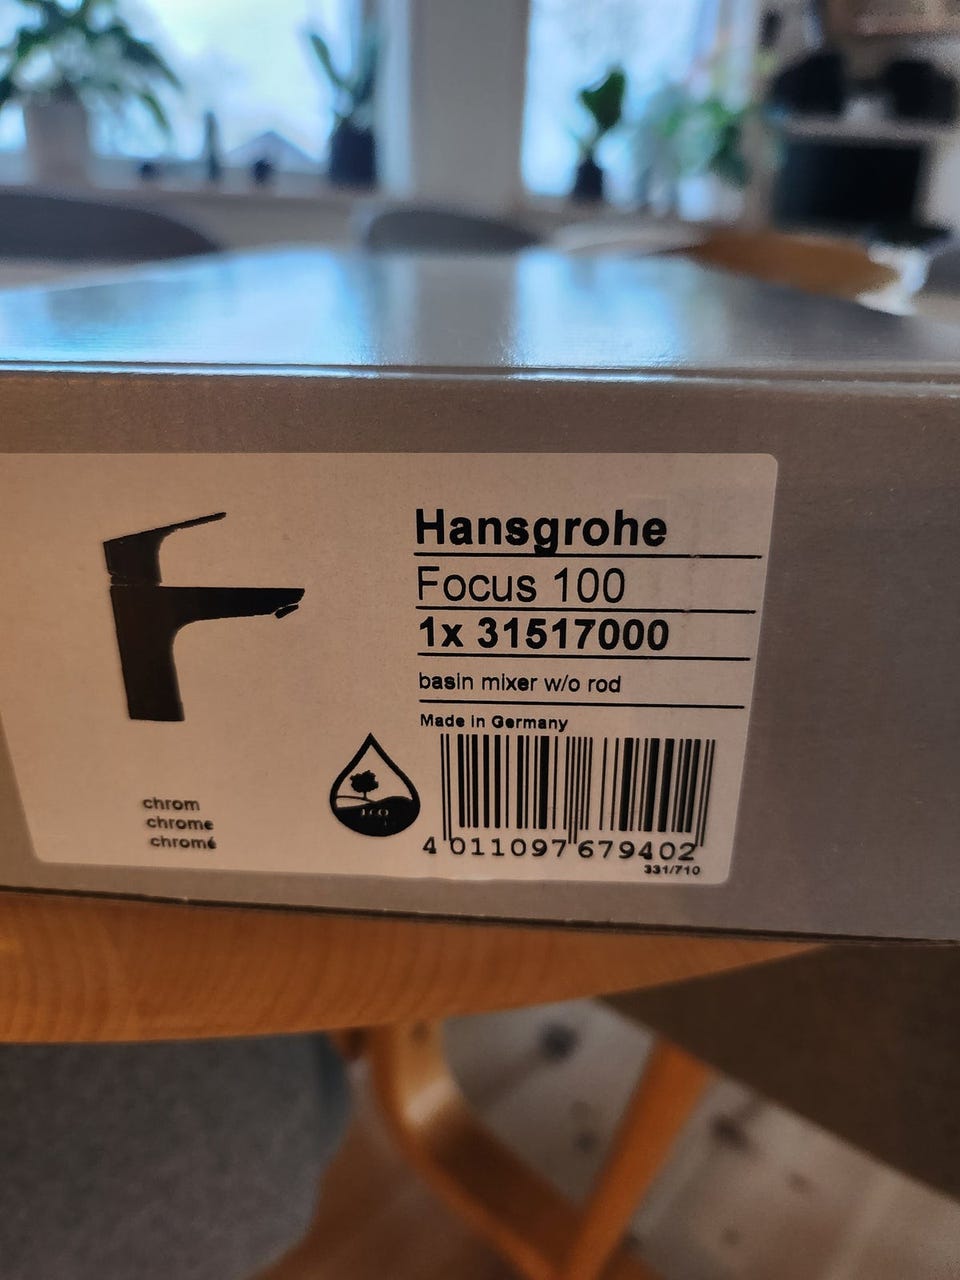 Hansgrohe
Focus 100
1x 31517000
basin mixer w/o rod
Made in Germany
chrom
chrome
chromé
ECO
4 011097 679402
331/710